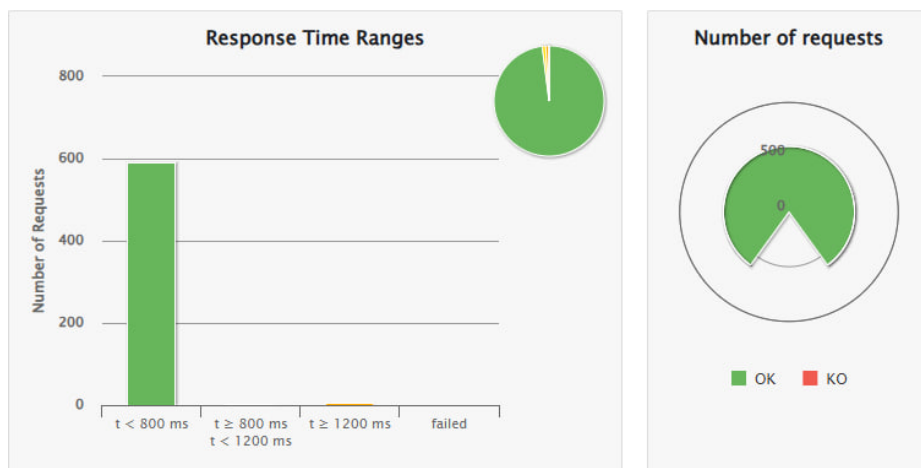 Response Time Ranges
Number of Requests
800
600
400
200
0
t < 800 ms
t ≥ 800 ms
t < 1200 ms
t ≥ 1200 ms
failed
Number of requests
500
0
OK
KO